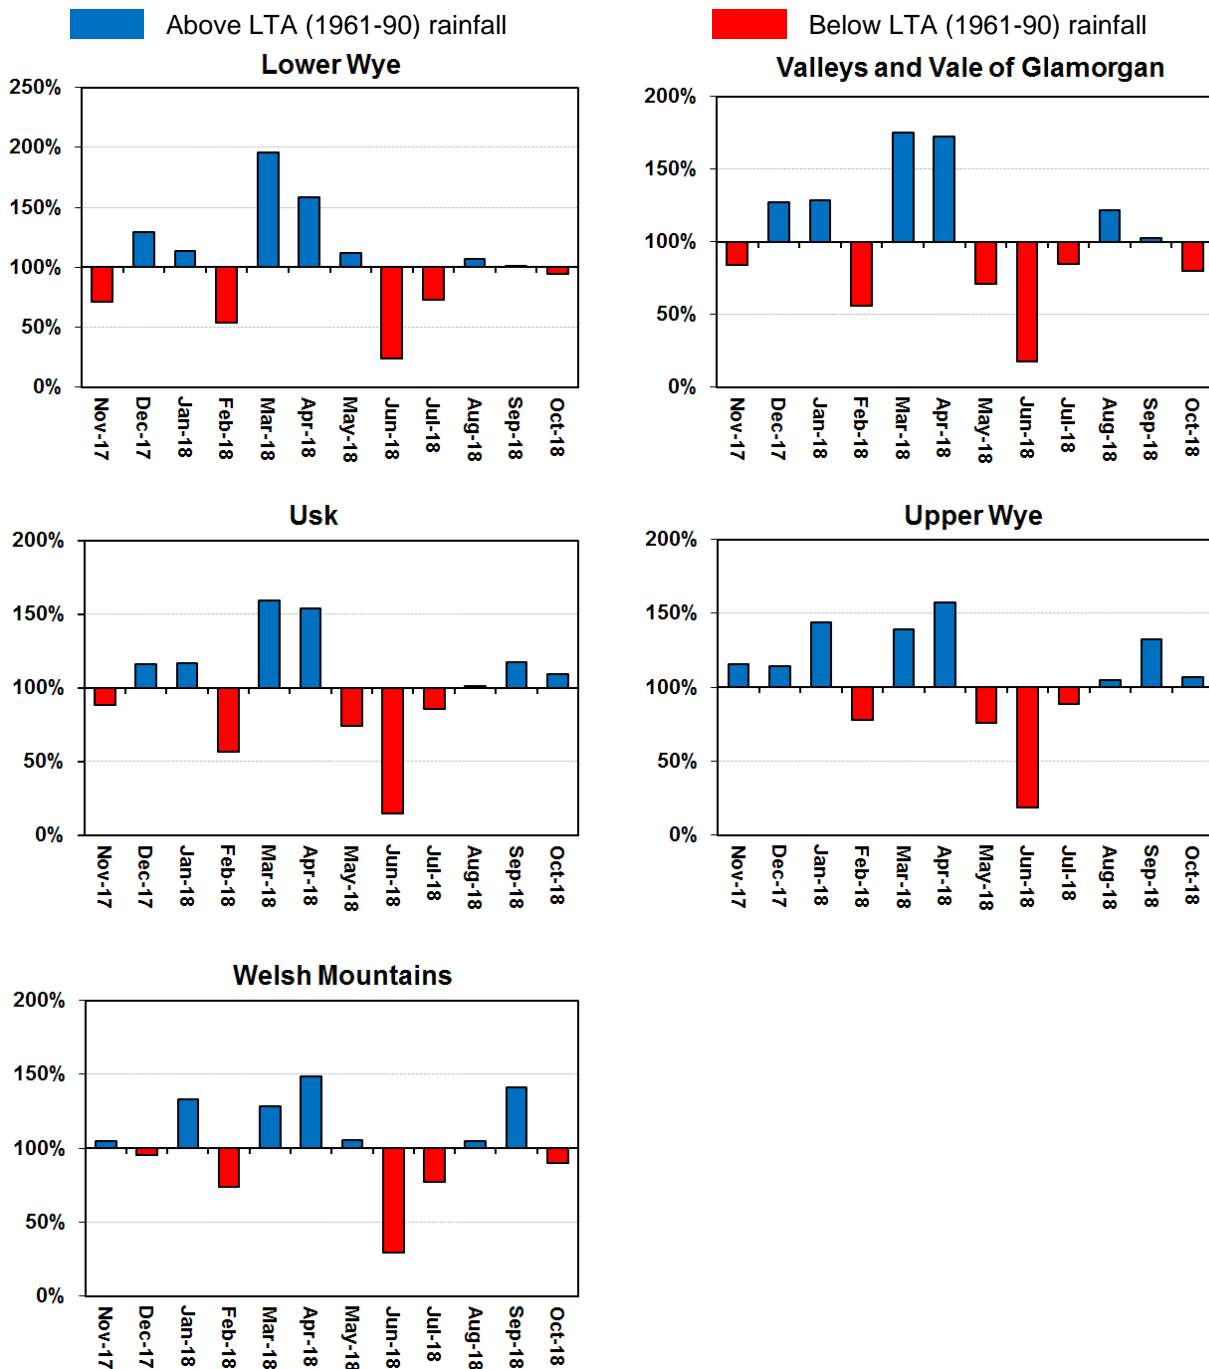 Above LTA (1961-90) rainfall
Below LTA (1961-90) rainfall
Lower Wye
250%
200%
150%
100%
50%
0%
Nov-17
Dec-17
Jan-18
Feb-18
Mar-18
Apr-18
May-18
Jun-18
Jul-18
Aug-18
Sep-18
Oct-18
Valleys and Vale of Glamorgan
200%
150%
100%
50%
0%
Nov-17
Dec-17
Jan-18
Feb-18
Mar-18
Apr-18
May-18
Jun-18
Jul-18
Aug-18
Sep-18
Oct-18
Usk
200%
150%
100%
50%
0%
Nov-17
Dec-17
Jan-18
Feb-18
Mar-18
Apr-18
May-18
Jun-18
Jul-18
Aug-18
Sep-18
Oct-18
Upper Wye
200%
150%
100%
50%
0%
Nov-17
Dec-17
Jan-18
Feb-18
Mar-18
Apr-18
May-18
Jun-18
Jul-18
Aug-18
Sep-18
Oct-18
Welsh Mountains
200%
150%
100%
50%
0%
Nov-17
Dec-17
Jan-18
Feb-18
Mar-18
Apr-18
May-18
Jun-18
Jul-18
Aug-18
Sep-18
Oct-18